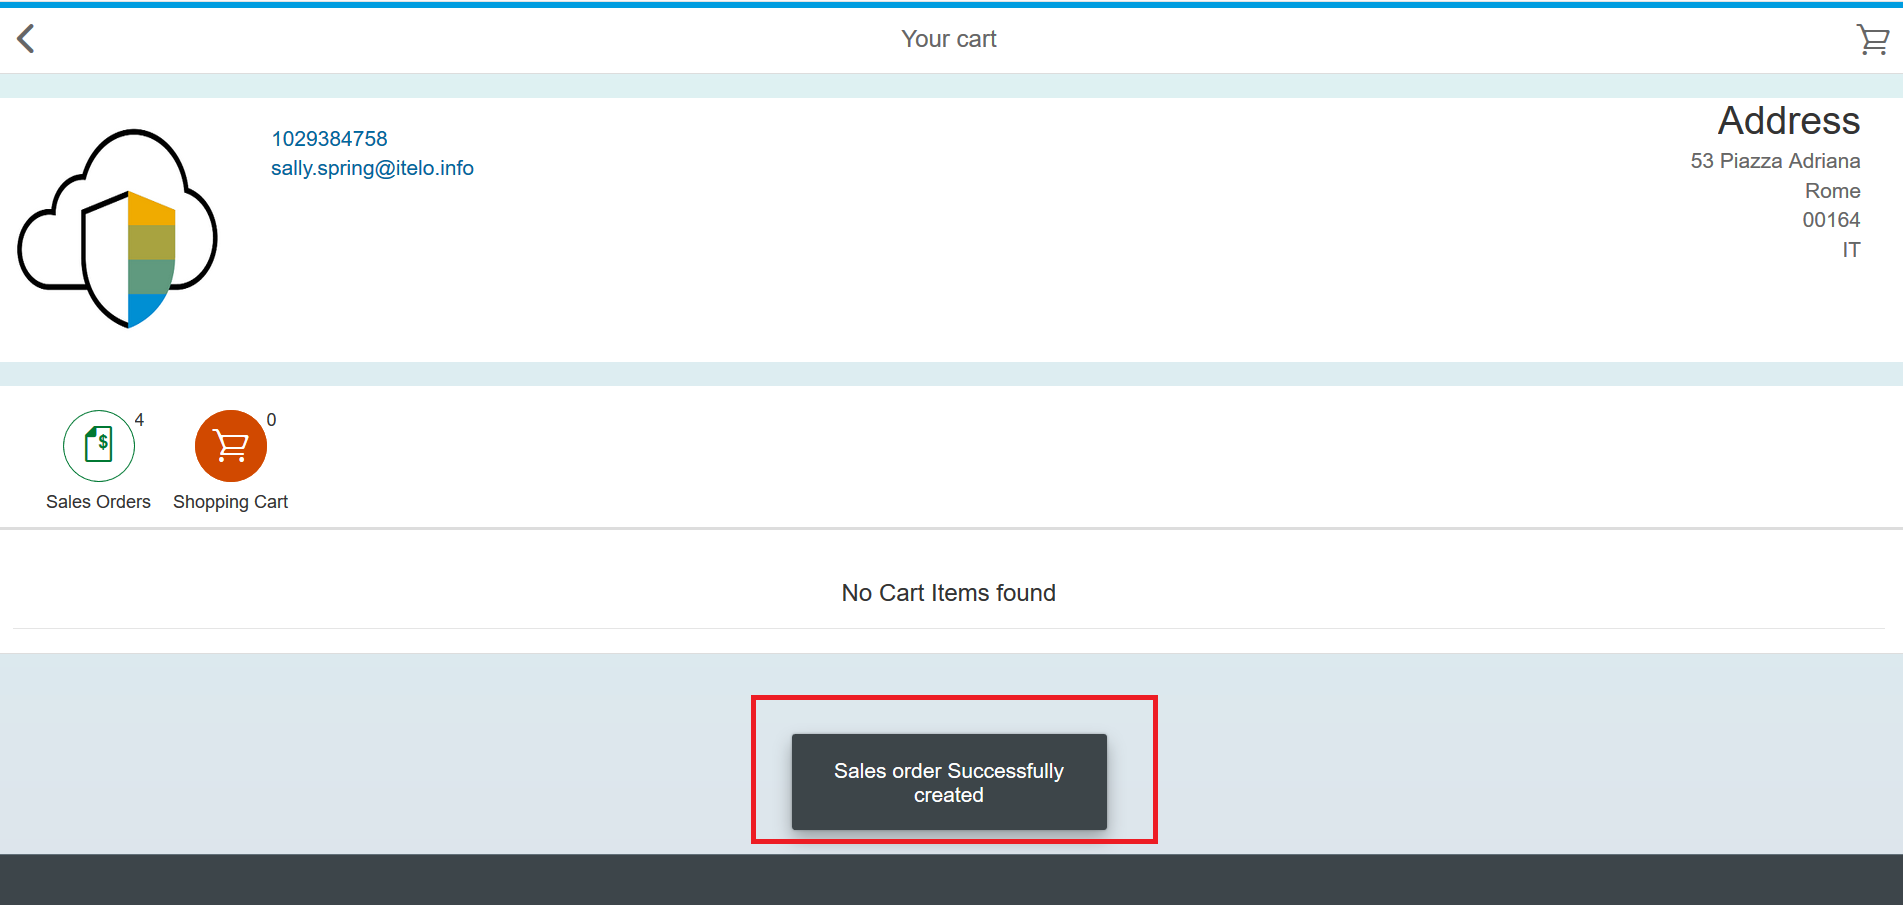 Your cart
1029384758
sally.spring@itelo.info
Address
53 Piazza Adriana
Rome
00164
IT
4
$
Sales Orders
0
Shopping Cart
No Cart Items found
Sales order Successfully
created